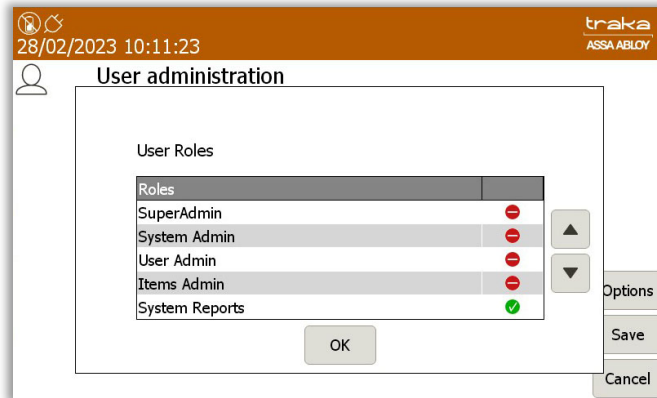 traka
28/02/2023 10:11:23
ASSA ABLOY
User administration
User Roles
Roles
SuperAdmin
System Admin
User Admin
Items Admin
System Reports
OK
Options
Save
Cancel